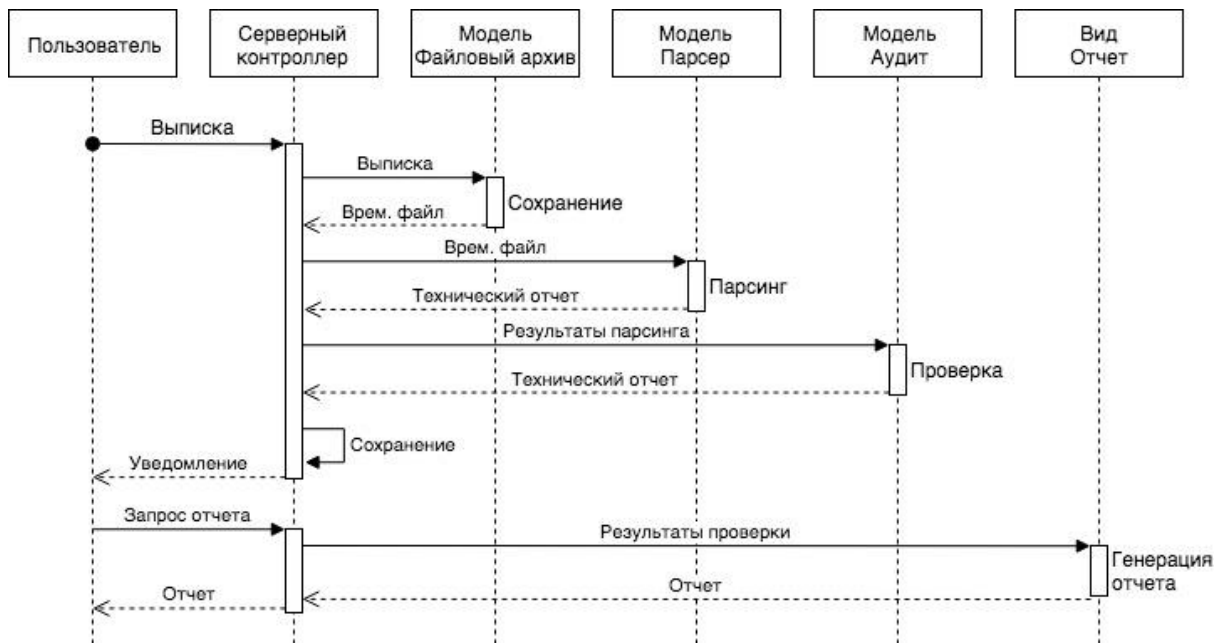 Пользователь
Серверный
контроллер
Модель
Файловый архив
Модель
Парсер
Модель
Аудит
Вид
Отчет
Выписка
Выписка
Сохранение
Врем. файл
Врем. файл
Парсинг
Технический отчет
Результаты парсинга
Проверка
Технический отчет
Сохранение
Уведомление
Запрос отчета
Результаты проверки
Генерация
отчета
Отчет
Отчет